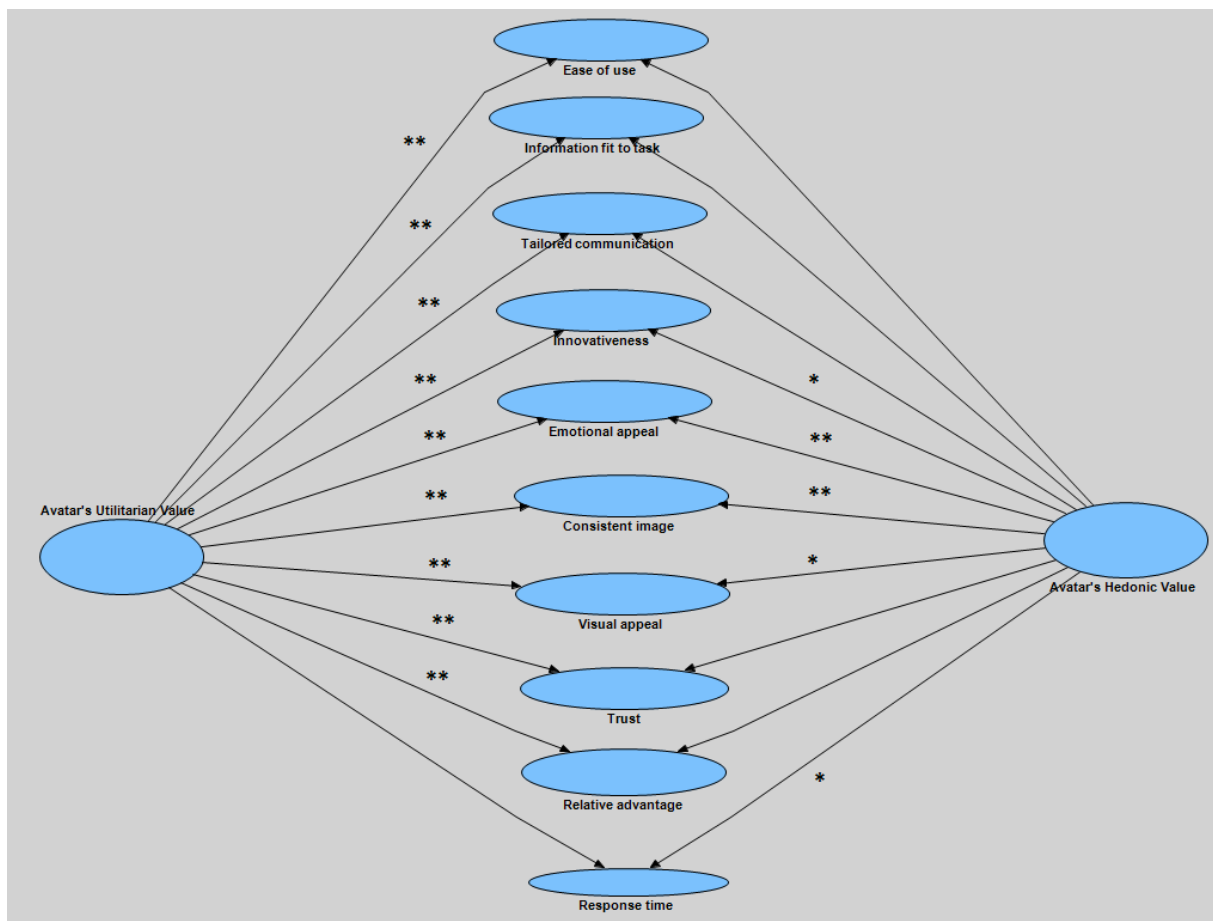 Ease of use
**
Information fit to task
**
Tailored communication
**
Innovativeness
**
*
Emotional appeal
**
**
Avatar's Utilitarian Value
**
**
Consistent image
**
*
Avatar's Hedonic Value
Visual appeal
**
**
Trust
Relative advantage
*
Response time